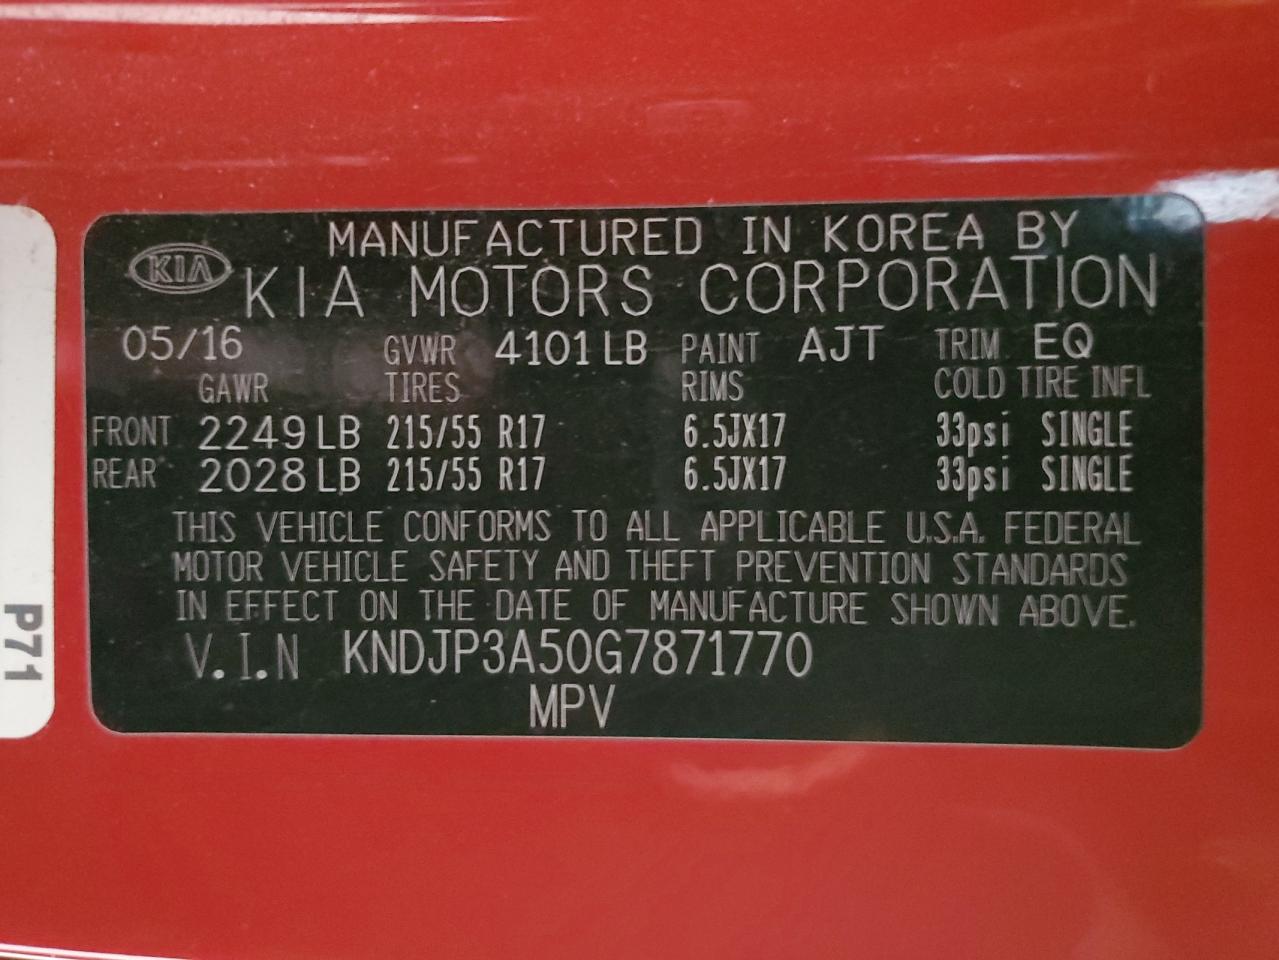 MANUFACTURED IN KOREA BY
KIA KIA MOTORS CORPORATION
05/16 GVWR 4101 LB PAINT AJT TRIM EQ
GAWR TIRES RIMS COLD TIRE INFL
FRONT 2249 LB 215/55 R17 6.5JX17 33psi SINGLE
REAR 2028 LB 215/55 R17 6.5JX17 33psi SINGLE
THIS VEHICLE CONFORMS TO ALL APPLICABLE U.S.A. FEDERAL
MOTOR VEHICLE SAFETY AND THEFT PREVENTION STANDARDS
IN EFFECT ON THE DATE OF MANUFACTURE SHOWN ABOVE.
V.I.N KNDJP3A50G7871770
MPV
P71